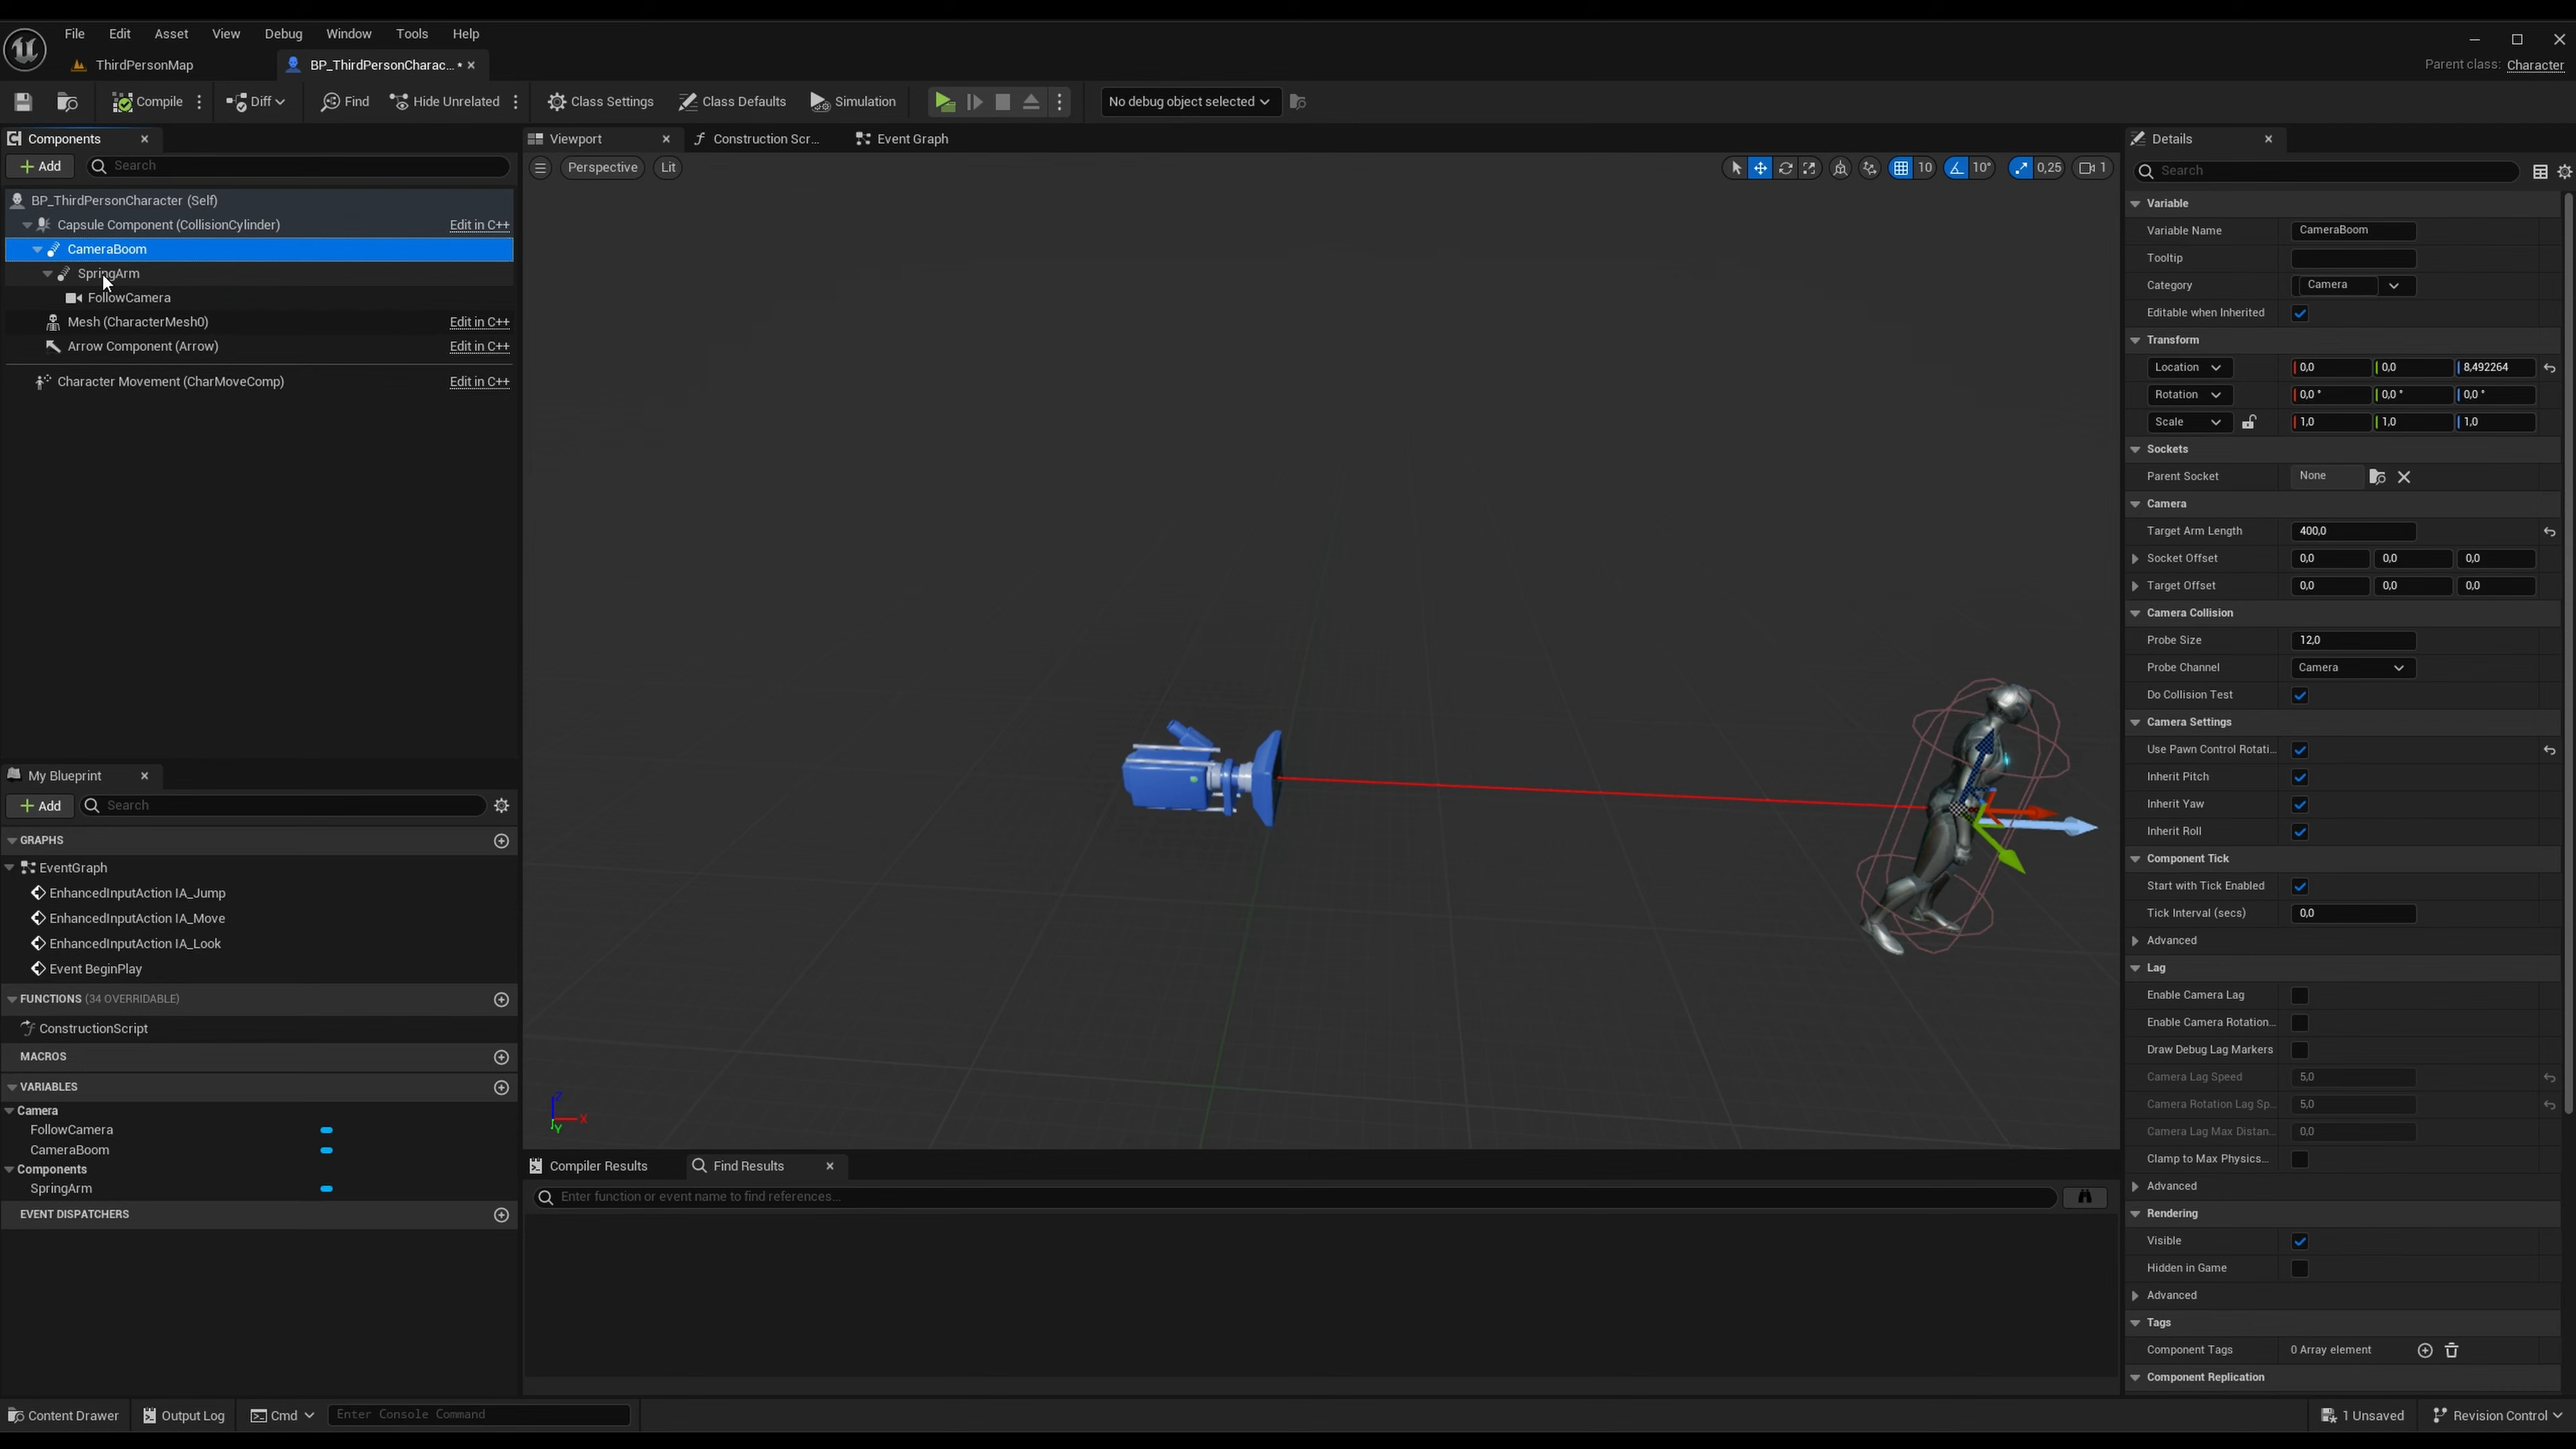 File Edit Asset View Debug Window Tools Help
ThirdPersonMap
BP_ThirdPersonCharac... •
Parent class: Character
Compile
Diff
Find
Hide Unrelated
Class Settings
Class Defaults
Simulation
No debug object selected
Components
Add
Search
BP_ThirdPersonCharacter (Self)
Capsule Component (CollisionCylinder) Edit in C++
CameraBoom
SpringArm
FollowCamera
Mesh (CharacterMesh0) Edit in C++
Arrow Component (Arrow) Edit in C++
Character Movement (CharMoveComp) Edit in C++
My Blueprint
Add
Search
GRAPHS
EventGraph
EnhancedInputAction IA_Jump
EnhancedInputAction IA_Move
EnhancedInputAction IA_Look
Event BeginPlay
FUNCTIONS (34 OVERRIDABLE)
ConstructionScript
MACROS
VARIABLES
Camera
FollowCamera
CameraBoom
Components
SpringArm
EVENT DISPATCHERS
Viewport
Construction Scr...
Event Graph
Perspective
Lit
10
10°
0,25
1
Z
X
Y
Compiler Results
Find Results
Enter function or event name to find references...
Details
Search
Variable
Variable Name CameraBoom
Tooltip
Category Camera
Editable when Inherited
Transform
Location 0,0 0,0 8,492264
Rotation 0,0 ° 0,0 ° 0,0 °
Scale 1,0 1,0 1,0
Sockets
Parent Socket None
Camera
Target Arm Length 400,0
Socket Offset 0,0 0,0 0,0
Target Offset 0,0 0,0 0,0
Camera Collision
Probe Size 12,0
Probe Channel Camera
Do Collision Test
Camera Settings
Use Pawn Control Rotati...
Inherit Pitch
Inherit Yaw
Inherit Roll
Component Tick
Start with Tick Enabled
Tick Interval (secs) 0,0
Advanced
Lag
Enable Camera Lag
Enable Camera Rotation...
Draw Debug Lag Markers
Camera Lag Speed 5,0
Camera Rotation Lag Sp... 5,0
Camera Lag Max Distan... 0,0
Clamp to Max Physics...
Advanced
Rendering
Visible
Hidden in Game
Advanced
Tags
Component Tags 0 Array element
Component Replication
Content Drawer
Output Log
Cmd
Enter Console Command
1 Unsaved
Revision Control